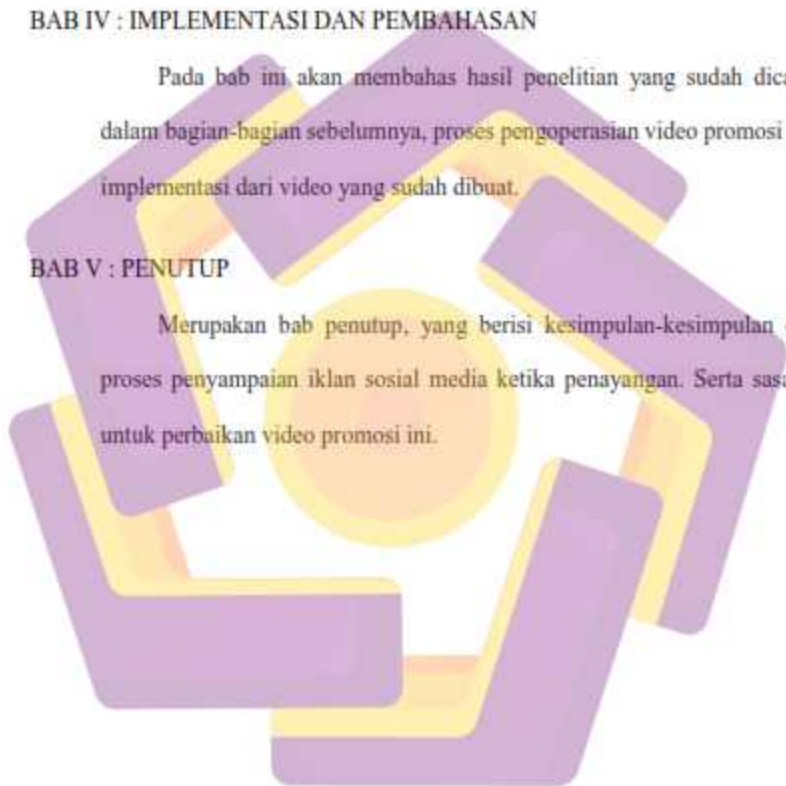 BAB IV : IMPLEMENTASI DAN PEMBAHASAN
Pada bab ini akan membahas hasil penelitian yang sudah
dalam bagian-bagian sebelumnya, proses pengoperasian video promosi
implementasi dari video yang sudah dibuat.
BAB V : PENUTUP
Merupakan bab penutup, yang berisi kesimpulan-kesimpulan
proses penyampaian iklan sosial media ketika penayangan. Serta
untuk perbaikan video promosi ini.